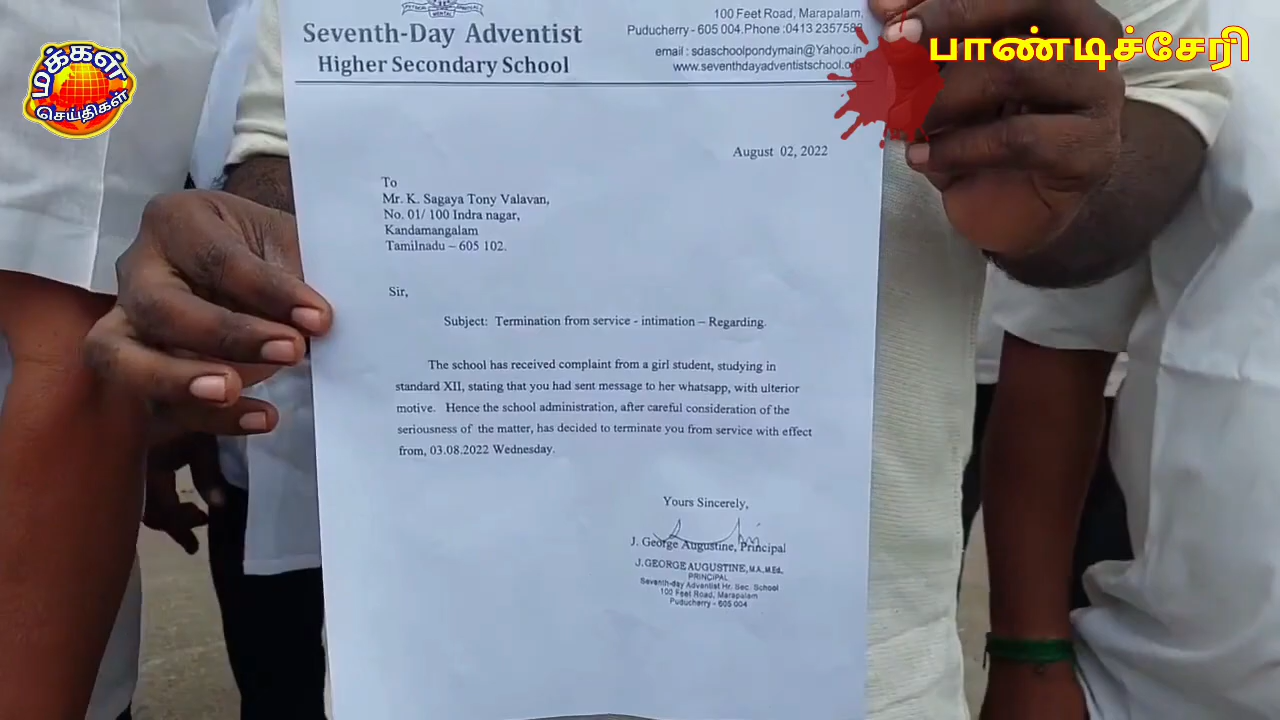 மக்கள்
செய்திகள்
பாண்டிச்சேரி
Seventh-Day Adventist
Higher Secondary School
100 Feet Road, Marapalam,
Puducherry - 605 004.Phone :0413 2357583
email : sdaschoolpondymain@Yahoo.in
www.seventhdayadventistschool.org
August 02, 2022
To
Mr. K. Sagaya Tony Valavan,
No. 01/ 100 Indra nagar,
Kandamangalam
Tamilnadu – 605 102.
Sir,
Subject: Termination from service - intimation – Regarding.
The school has received complaint from a girl student, studying in
standard XII, stating that you had sent message to her whatsapp, with ulterior
motive. Hence the school administration, after careful consideration of the
seriousness of the matter, has decided to terminate you from service with effect
from, 03.08.2022 Wednesday.
Yours Sincerely,
J. George Augustine, Principal
J. GEORGE AUGUSTINE, M.A., M.Ed.,
PRINCIPAL
Seventh-day Adventist Hr. Sec. School
100 Feet Road, Marapalam
Puducherry - 605 004